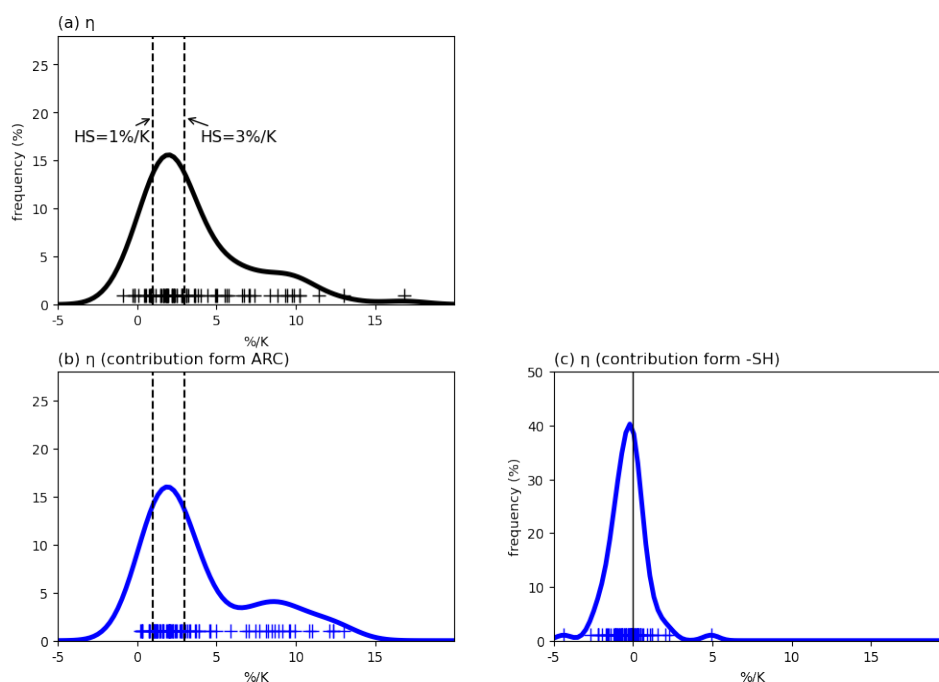 (a) η
25
20
HS=1%/K
HS=3%/K
15
10
5
0
frequency (%)
-5 0 5 10 15
%/K
(b) η (contribution form ARC)
25
20
15
10
5
0
frequency (%)
-5 0 5 10 15
%/K
(c) η (contribution form -SH)
50
40
30
20
10
0
frequency (%)
-5 0 5 10 15
%/K